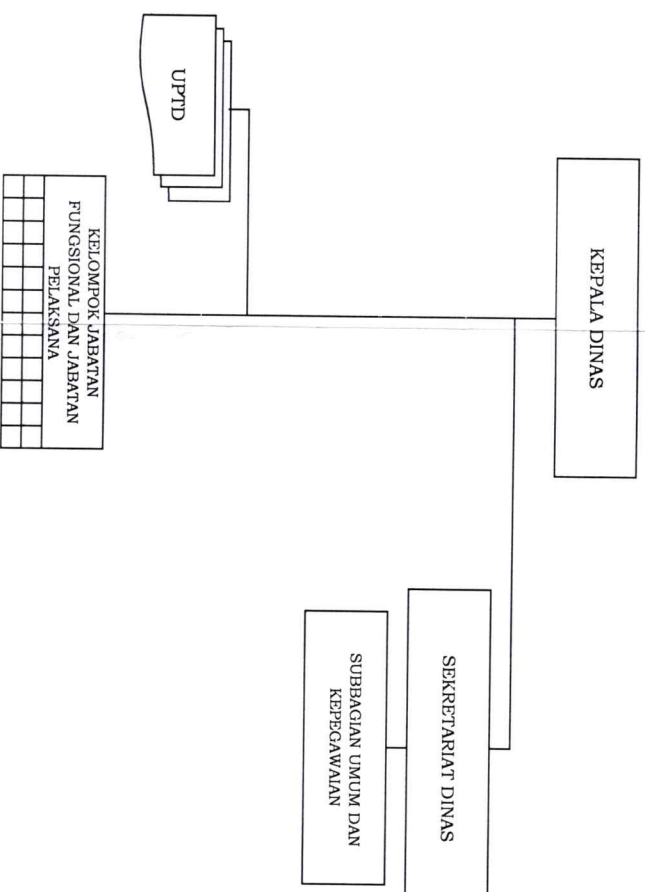 KEPALA DINAS
SEKRETARIAT DINAS
SUBBAGIAN UMUM DAN
KEPEGAWAIAN
UPTD
KELOMPOK JABATAN
FUNGSIONAL DAN JABATAN
PELAKSANA